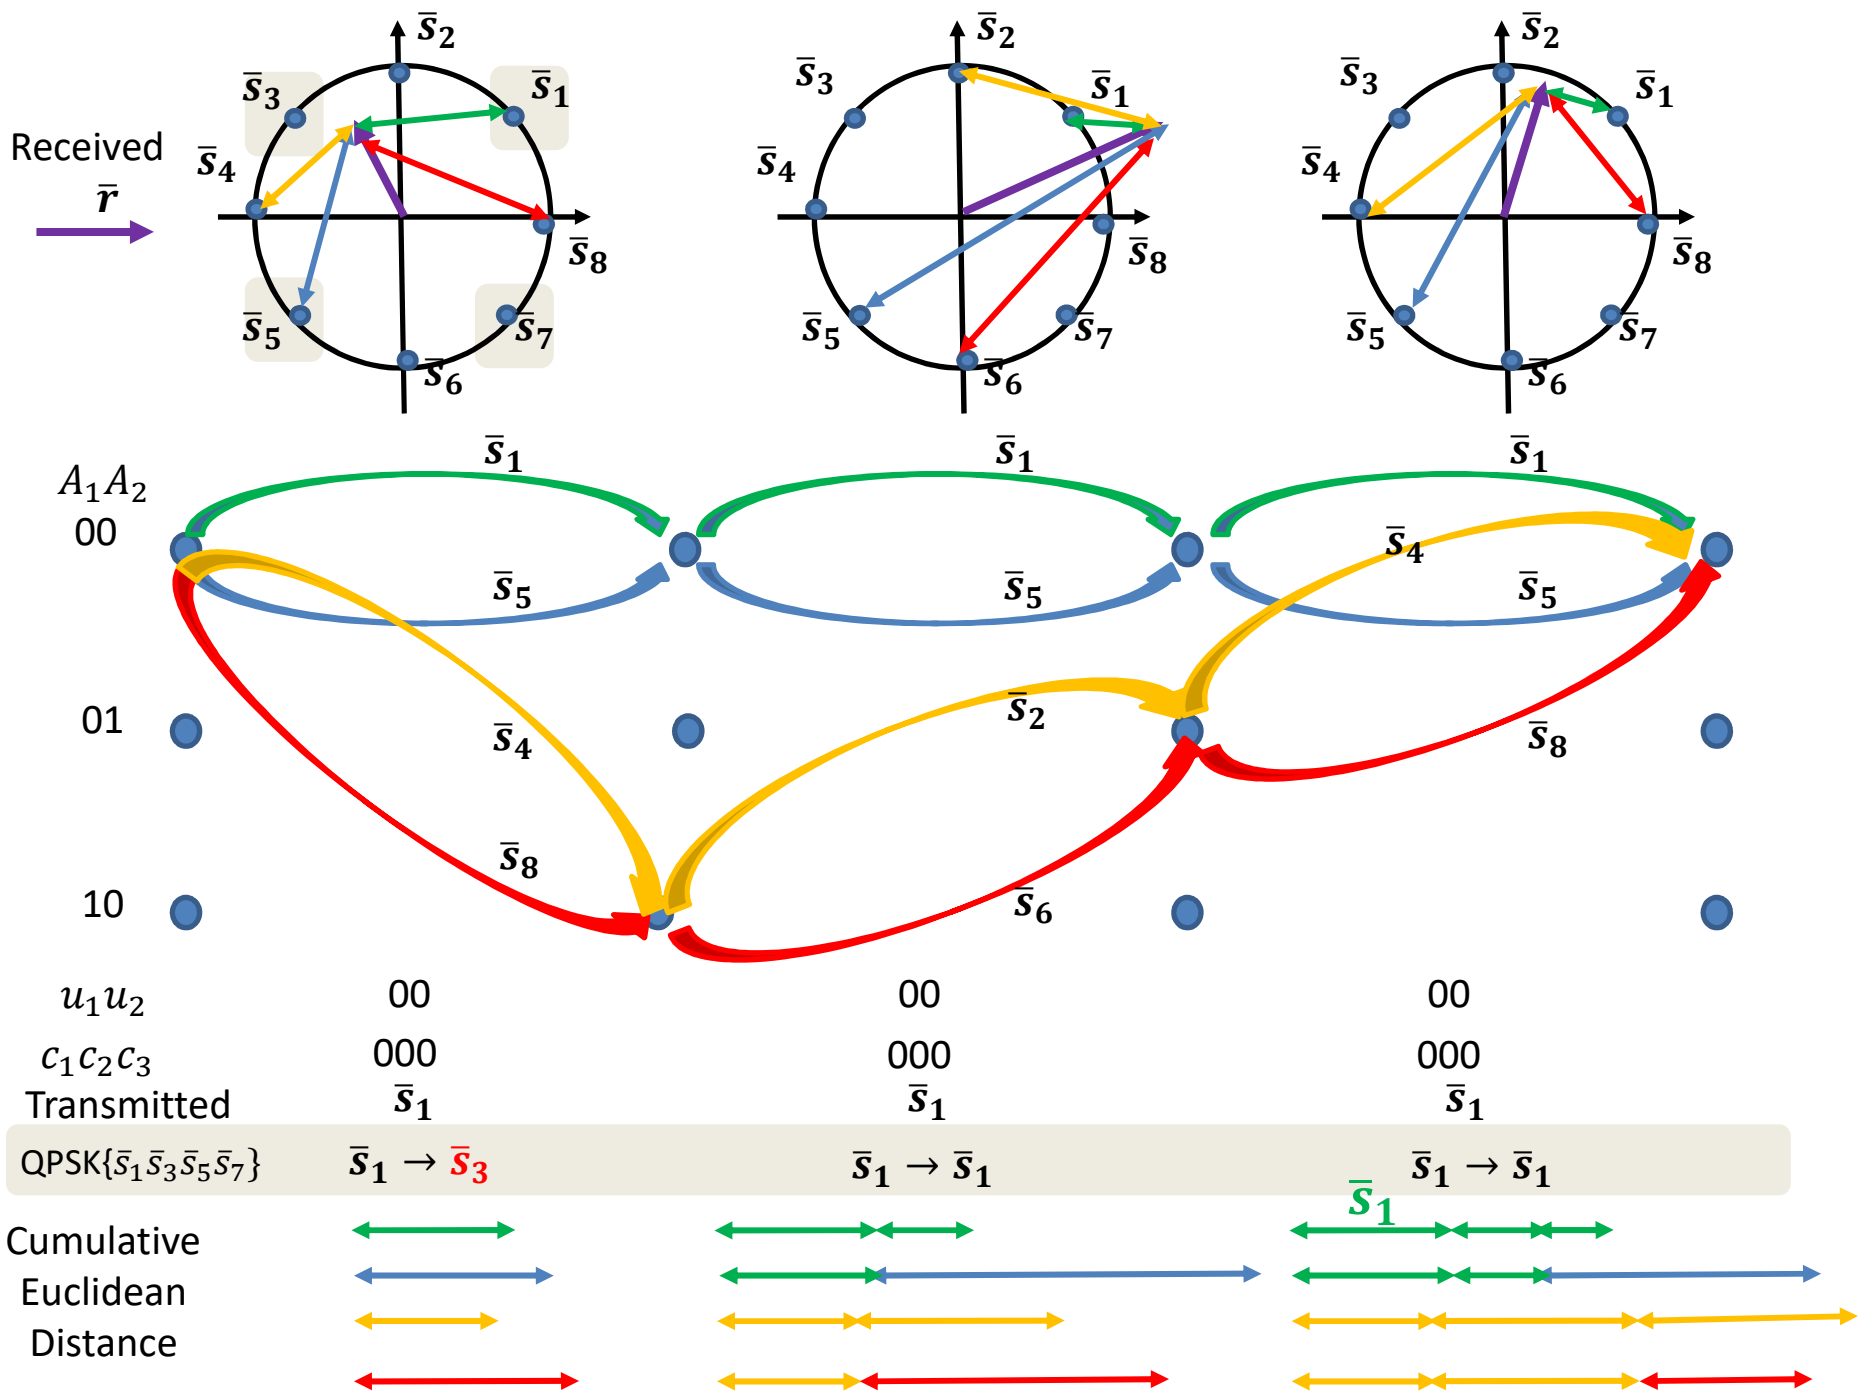 s̄₂ s̄₂ s̄₂
s̄₃ s̄₁ s̄₃ s̄₁ s̄₃ s̄₁
Received
r̄
s̄₄ s̄₄ s̄₄
s̄₈ s̄₈ s̄₈
s̄₅ s̄₇ s̄₅ s̄₇ s̄₅ s̄₇
s̄₆ s̄₆ s̄₆
s̄₁ s̄₁ s̄₁
A₁A₂
00
s̄₄
s̄₅ s̄₅ s̄₅
01
s̄₄ s̄₂ s̄₈
s̄₈
10
s̄₆
u₁u₂ 00 00 00
c₁c₂c₃ 000 000 000
Transmitted s̄₁ s̄₁ s̄₁
QPSK{s̄₁s̄₃s̄₅s̄₇} s̄₁ → s̄₃ s̄₁ → s̄₁ s̄₁ → s̄₁
s̄₁
Cumulative
Euclidean
Distance